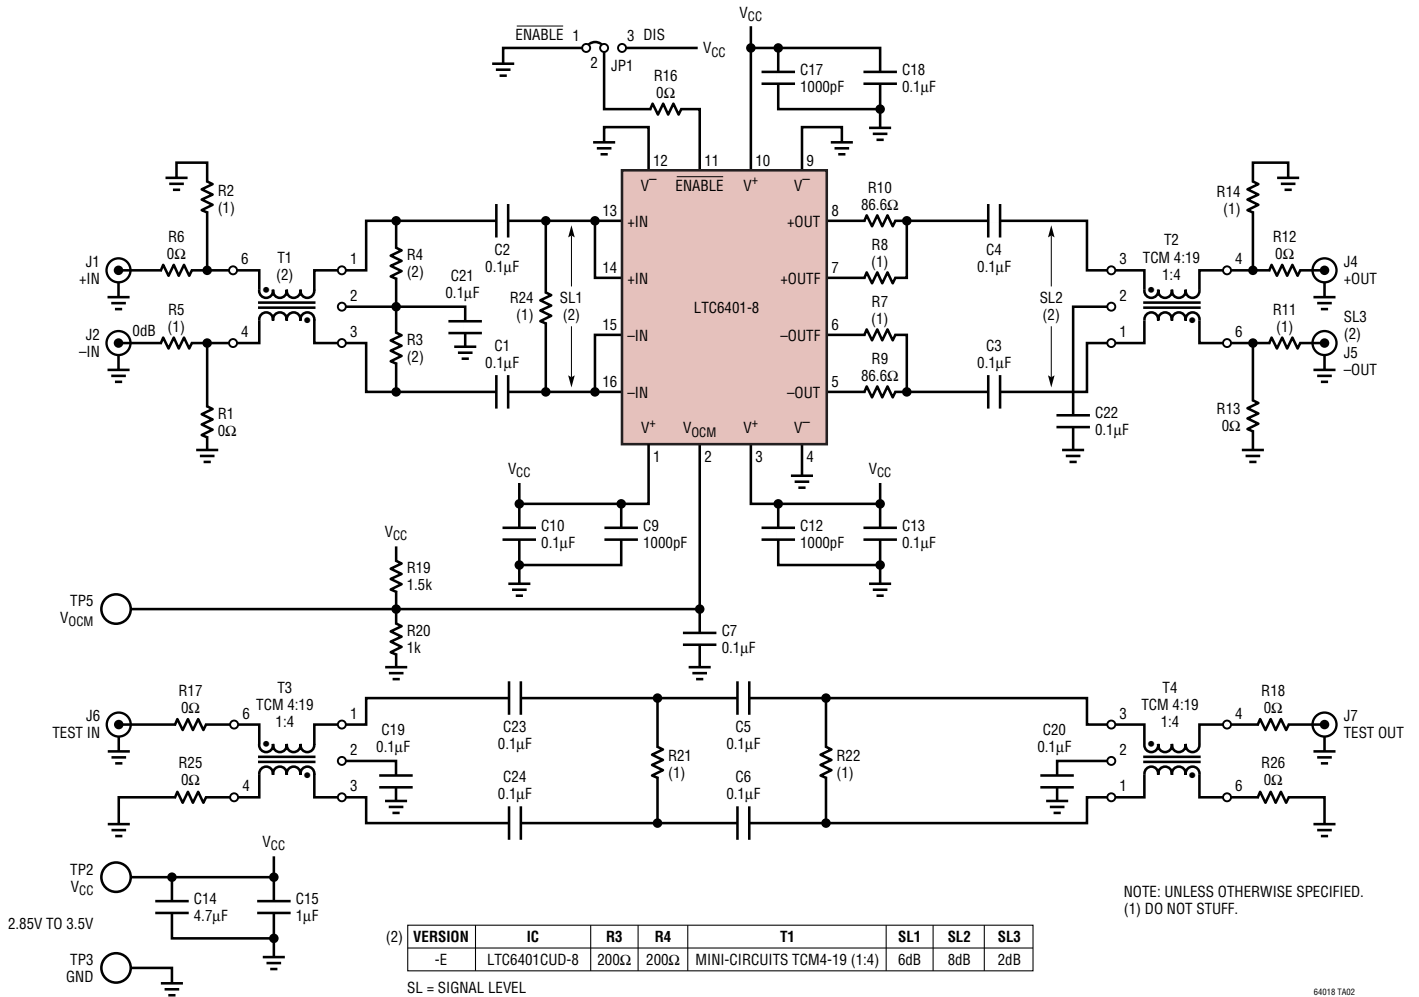 VCC
ENABLE 1
3 DIS
VCC
2
JP1
R16
0Ω
C17
1000pF
C18
0.1µF
12
11
10
9
V–
ENABLE
V+
V–
R2
(1)
R6
0Ω
J1
+IN
6
T1
(2)
1
2
3
4
J2
–IN
0dB
R5
(1)
R1
0Ω
R4
(2)
R3
(2)
C21
0.1µF
C2
0.1µF
C1
0.1µF
R24
(1)
SL1
(2)
13
+IN
14
+IN
15
–IN
16
–IN
LTC6401-8
+OUT
8
+OUTF
7
–OUTF
6
–OUT
5
V+
VOCM
V+
V–
1
2
3
4
R10
86.6Ω
R8
(1)
R7
(1)
R9
86.6Ω
C4
0.1µF
C3
0.1µF
SL2
(2)
C22
0.1µF
3
2
1
T2
TCM 4:19
1:4
4
6
R14
(1)
R12
0Ω
J4
+OUT
R11
(1)
SL3
(2)
J5
–OUT
R13
0Ω
VCC
C10
0.1µF
C9
1000pF
VCC
C12
1000pF
C13
0.1µF
VCC
R19
1.5k
TP5
VOCM
R20
1k
C7
0.1µF
J6
TEST IN
R17
0Ω
R25
0Ω
6
4
T3
TCM 4:19
1:4
1
2
3
C19
0.1µF
C23
0.1µF
C24
0.1µF
R21
(1)
C5
0.1µF
C6
0.1µF
R22
(1)
C20
0.1µF
3
2
1
T4
TCM 4:19
1:4
4
6
R18
0Ω
R26
0Ω
J7
TEST OUT
TP2
VCC
VCC
C14
4.7µF
C15
1µF
2.85V TO 3.5V
TP3
GND
NOTE: UNLESS OTHERWISE SPECIFIED.
(1) DO NOT STUFF.
(2) VERSION IC R3 R4 T1 SL1 SL2 SL3
-E LTC6401CUD-8 200Ω 200Ω MINI-CIRCUITS TCM4-19 (1:4) 6dB 8dB 2dB
SL = SIGNAL LEVEL
64018 TA02